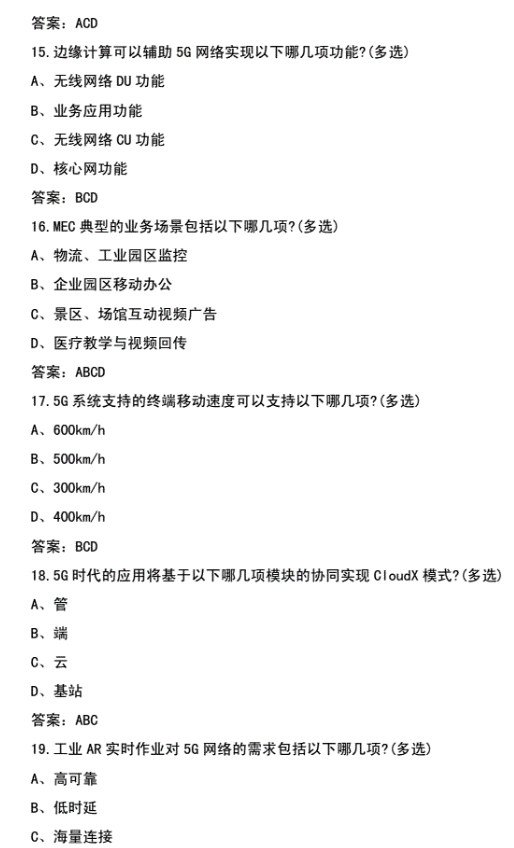 答案：ACD
15.边缘计算可以辅助 5G 网络实现以下哪几项功能?(多选)
A、无线网络 DU 功能
B、业务应用功能
C、无线网络 CU 功能
D、核心网功能
答案：BCD
16.MEC 典型的业务场景包括以下哪几项?(多选)
A、物流、工业园区监控
B、企业园区移动办公
C、景区、场馆互动视频广告
D、医疗教学与视频回传
答案：ABCD
17.5G 系统支持的终端移动速度可以支持以下哪几项?(多选)
A、600km/h
B、500km/h
C、300km/h
D、400km/h
答案：BCD
18.5G 时代的应用将基于以下哪几项模块的协同实现 CloudX 模式?(多选)
A、管
B、端
C、云
D、基站
答案：ABC
19.工业 AR 实时作业对 5G 网络的需求包括以下哪几项?(多选)
A、高可靠
B、低时延
C、海量连接